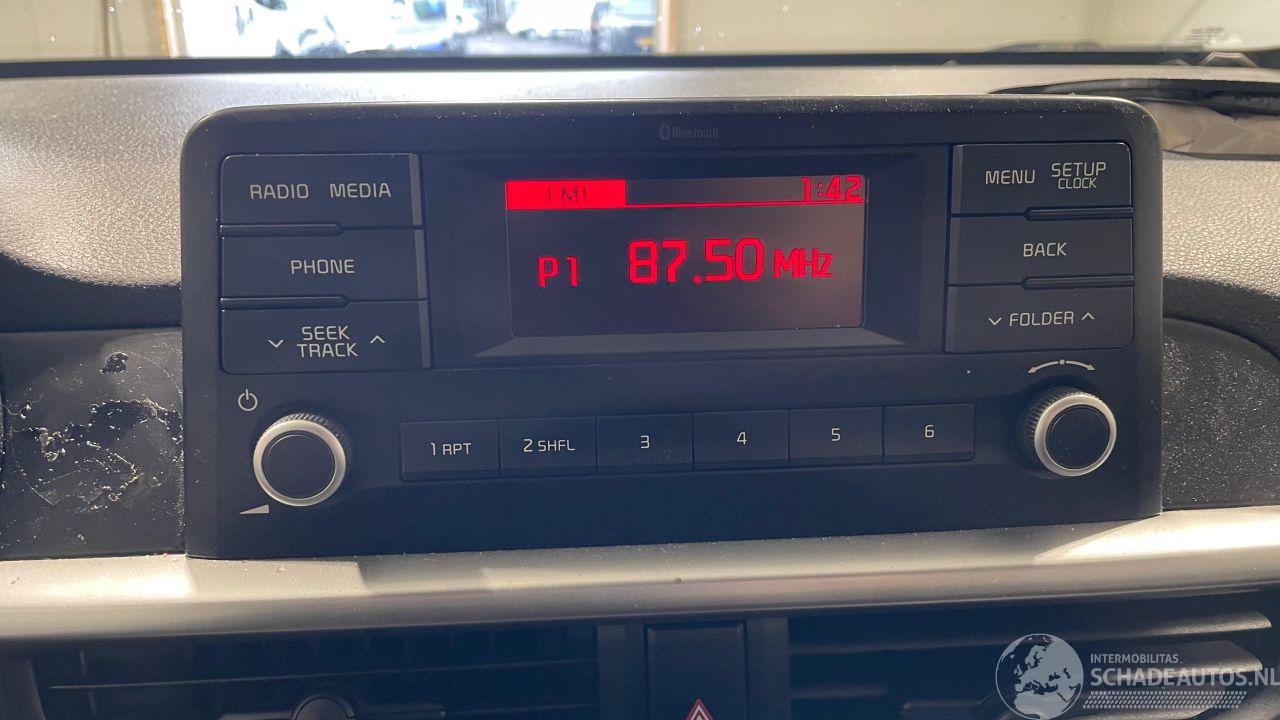 Bluetooth
RADIO MEDIA
PHONE
SEEK
TRACK
FM1 1:42
P1 87.50 MHz
MENU SETUP
CLOCK
BACK
FOLDER
1 RPT 2 SHFL 3 4 5 6
INTERMOBILITAS.
SCHADEAUTOS.NL